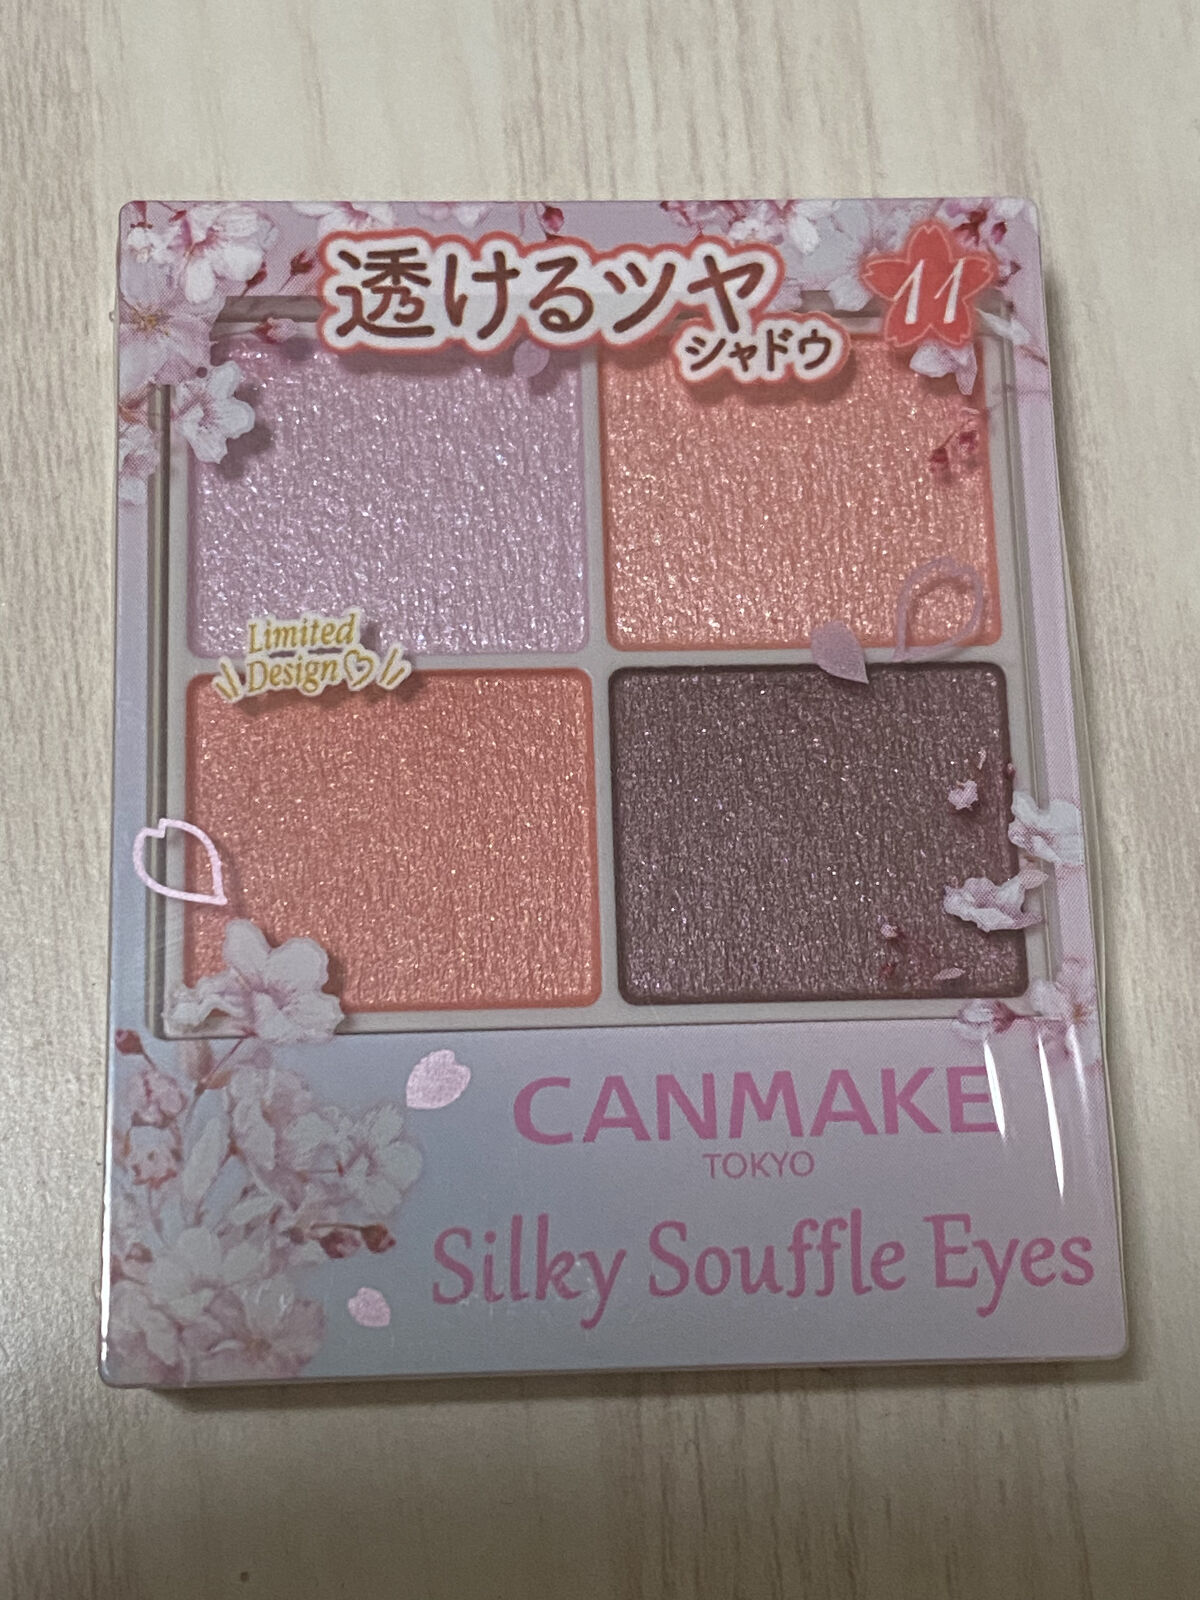 透けるツヤ
シャドウ
11
Limited
Design♡
CANMAKE
TOKYO
Silky Souffle Eyes